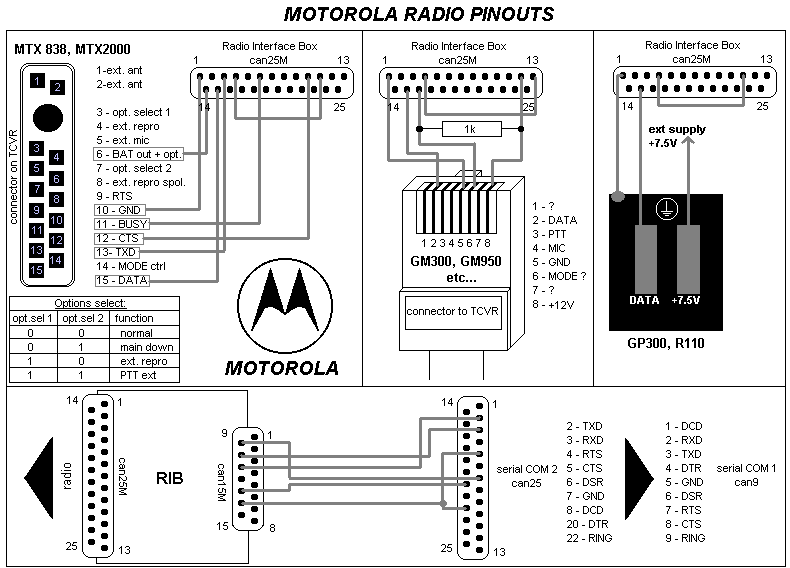 MOTOROLA RADIO PINOUTS
MTX 838, MTX2000
connector on TCVR
1
2
3
4
5
6
7
8
9
10
11
12
13
14
15
1-ext. ant
2-ext. ant
3 - opt. select 1
4 - ext. repro
5 - ext. mic
6 - BAT out + opt.
7 - opt. select 2
8 - ext. repro spol.
9 - RTS
10 - GND
11 - BUSY
12 - CTS
13- TXD
14 - MODE ctrl
15 - DATA
Radio Interface Box
can25M
1
13
14
25
Options select:
opt.sel 1 opt.sel 2 function
0 0 normal
0 1 main down
1 0 ext. repro
1 1 PTT ext
MOTOROLA
Radio Interface Box
can25M
1
13
14
25
1k
1 2 3 4 5 6 7 8
GM300, GM950
etc...
connector to TCVR
1 - ?
2 - DATA
3 - PTT
4 - MIC
5 - GND
6 - MODE ?
7 - ?
8 - +12V
Radio Interface Box
can25M
1
13
14
25
ext supply
+7.5V
DATA
+7.5V
GP300, R110
radio
14
1
can25M
25
13
RIB
9
1
can15M
15
8
14
1
25
13
serial COM 2
can25
2 - TXD
3 - RXD
4 - RTS
5 - CTS
6 - DSR
7 - GND
8 - DCD
20 - DTR
22 - RING
1 - DCD
2 - RXD
3 - TXD
4 - DTR
5 - GND
6 - DSR
7 - RTS
8 - CTS
9 - RING
serial COM 1
can9